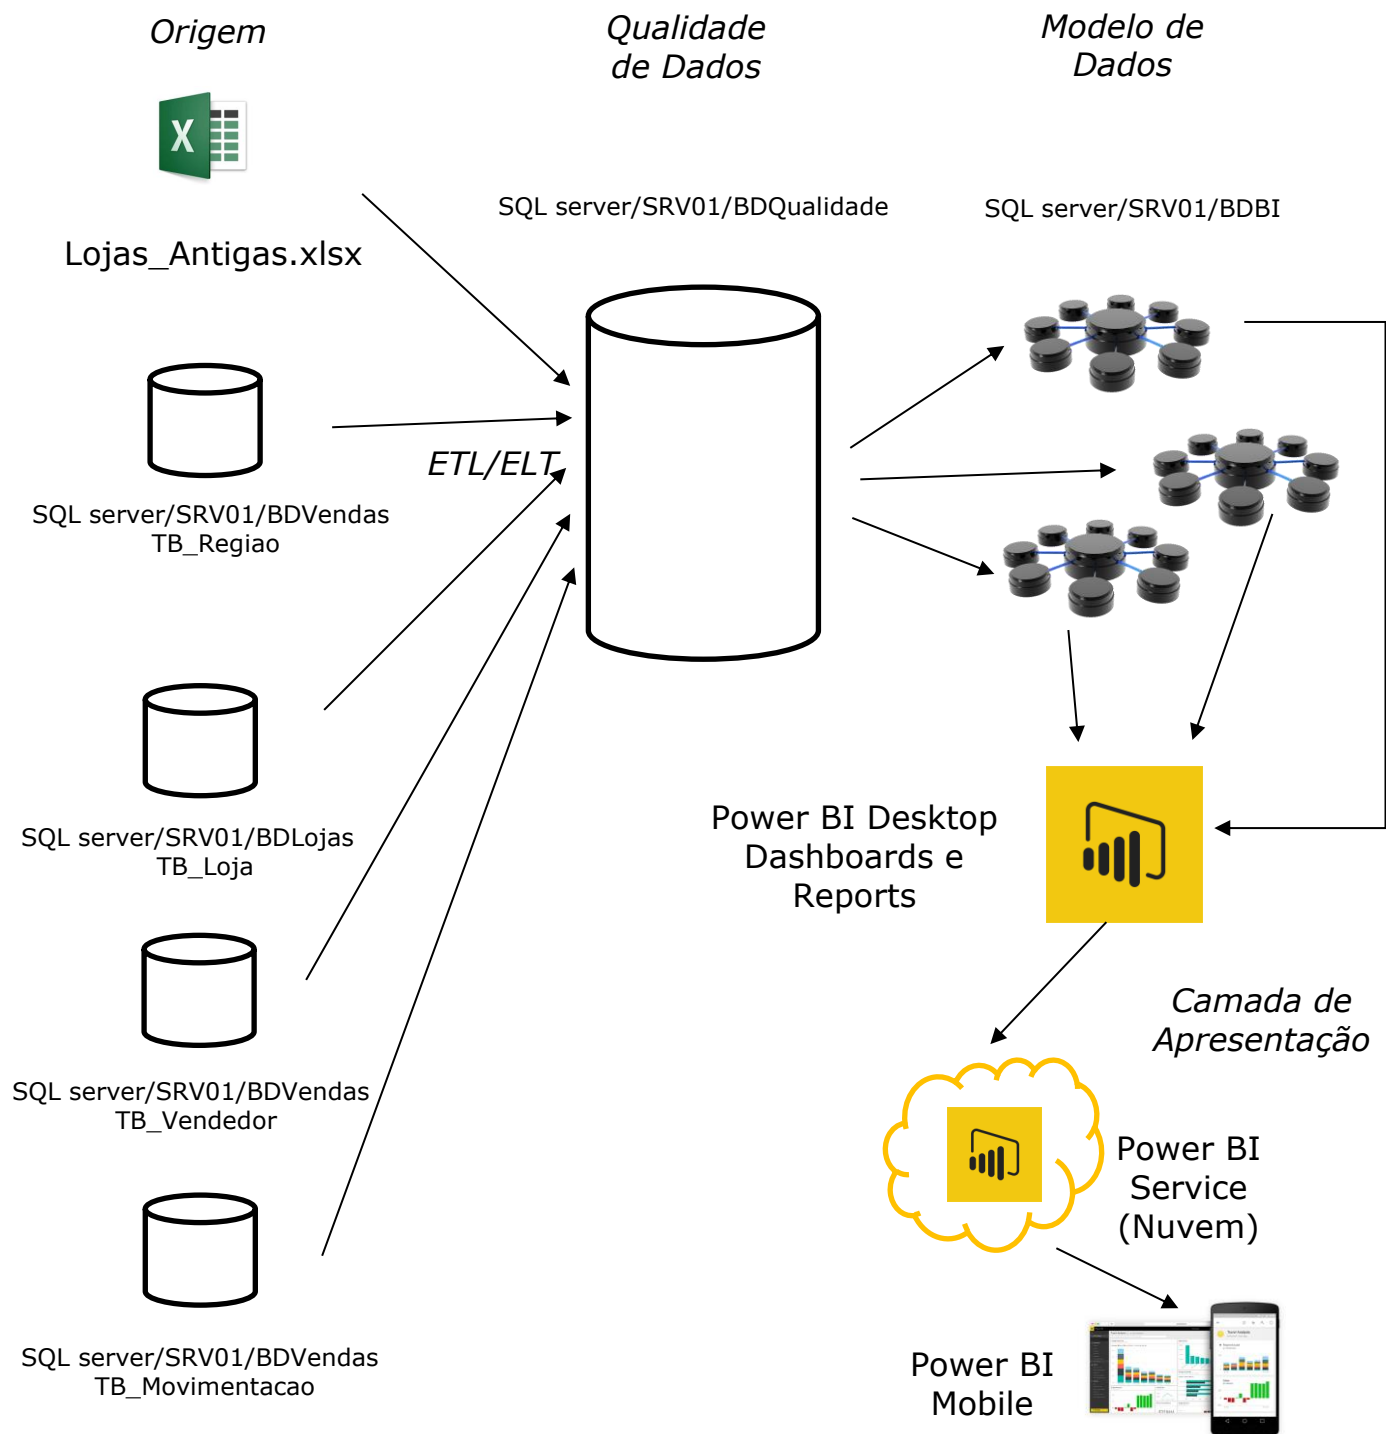 Origem
Qualidade
de Dados
Modelo de
Dados
X
SQL server/SRV01/BDQualidade
SQL server/SRV01/BDBI
Lojas_Antigas.xlsx
ETL/ELT
SQL server/SRV01/BDVendas
TB_Regiao
SQL server/SRV01/BDLojas
TB_Loja
Power BI Desktop
Dashboards e
Reports
SQL server/SRV01/BDVendas
TB_Vendedor
Camada de
Apresentação
Power BI
Service
(Nuvem)
SQL server/SRV01/BDVendas
TB_Movimentacao
Power BI
Mobile